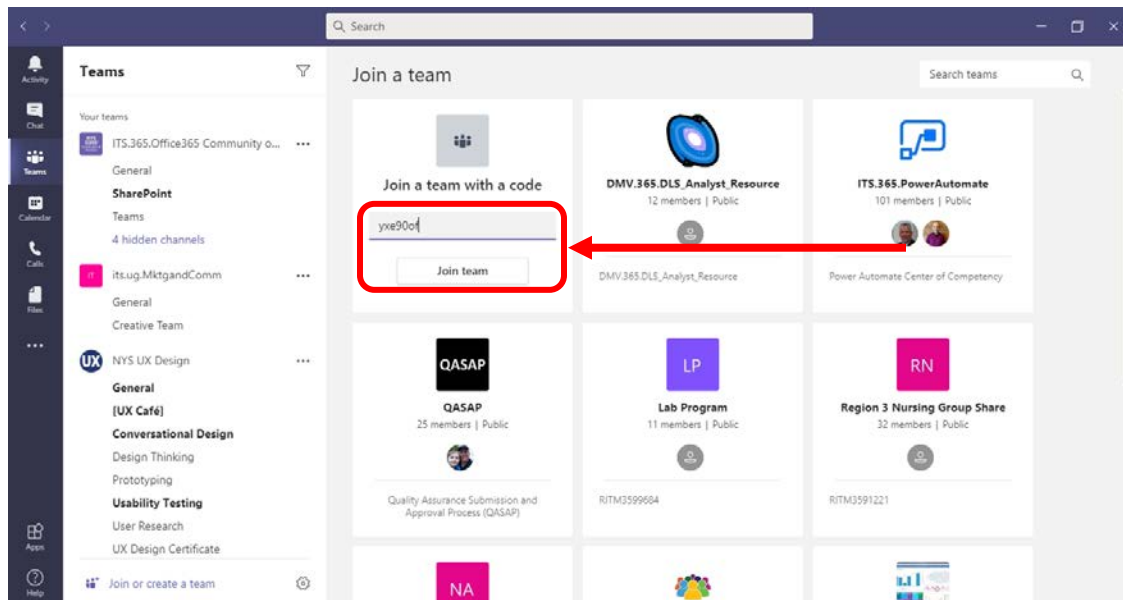 Search
Activity
Chat
Teams
Calendar
Calls
Files
Apps
Help
Teams
Your teams
ITS.365.Office365 Community o...
General
SharePoint
Teams
4 hidden channels
IT
its.ug.MktgandComm
General
Creative Team
UX
NYS UX Design
General
[UX Café]
Conversational Design
Design Thinking
Prototyping
Usability Testing
User Research
UX Design Certificate
Join or create a team
Join a team
Search teams
Join a team with a code
yxe90of
Join team
DMV.365.DLS_Analyst_Resource
12 members | Public
DMV.365.DLS_Analyst_Resource
ITS.365.PowerAutomate
101 members | Public
Power Automate Center of Competency
QASAP
QASAP
25 members | Public
Quality Assurance Submission and
Approval Process (QASAP)
LP
Lab Program
11 members | Public
RITM3599684
RN
Region 3 Nursing Group Share
32 members | Public
RITM3591221
NA